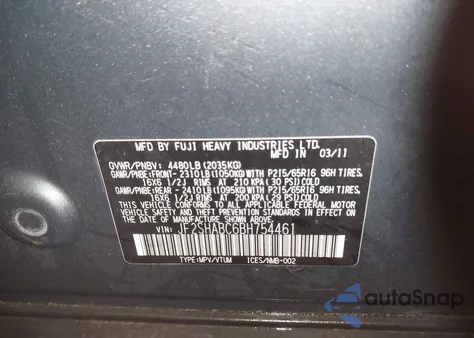 MFD BY FUJI HEAVY INDUSTRIES LTD.
IN 03/11
GVWR/PNBV: 4480LB (2035KG)
GAWR/PNBE: FRONT- 2310LB(1050KG) WITH P215/65R16 96H TIRES,
16X6 1/2J RIMS AT 210 KPA (30 PSI) COLD
GAWR/PNBE: REAR - 2410LB(1095KG) WITH P215/65R16 96H TIRES,
16X6 1/2J RIMS AT 200 KPA (29 PSI) COLD
THIS VEHICLE CONFORMS TO ALL APPLICABLE FEDERAL MOTOR
VEHICLE SAFETY, BUMPER AND THEFT PREVENTION STANDARDS
IN EFFECT ON THE DATE OF MANUFACTURE SHOWN ABOVE.
VIN: JF2SHABC6BH754461
TYPE:MPV/VTUM ICES/NMB-002
autoSnap